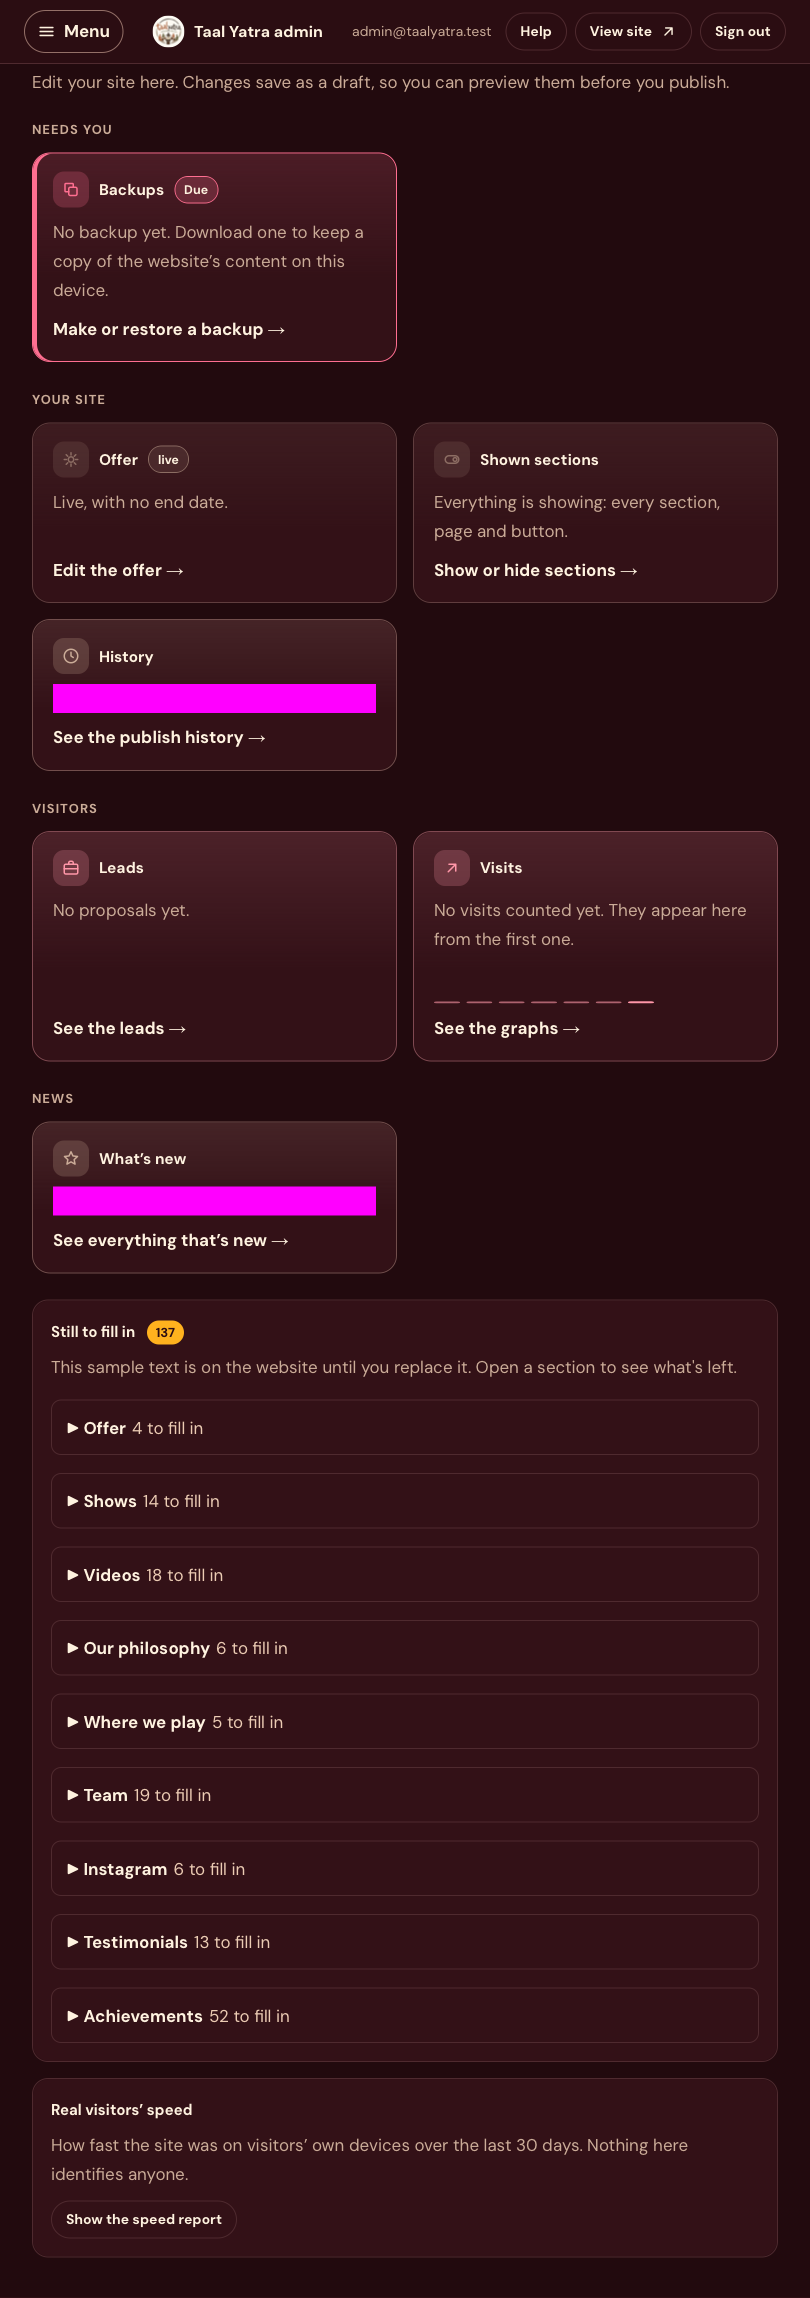 Menu
Taal Yatra admin
admin@taalyatra.test
Help
View site
Sign out
Edit your site here. Changes save as a draft, so you can preview them before you publish.
NEEDS YOU
Backups
Due
No backup yet. Download one to keep a
copy of the website’s content on this
device.
Make or restore a backup →
YOUR SITE
Offer
live
Live, with no end date.
Edit the offer →
Shown sections
Everything is showing: every section,
page and button.
Show or hide sections →
History
See the publish history →
VISITORS
Leads
No proposals yet.
See the leads →
Visits
No visits counted yet. They appear here
from the first one.
See the graphs →
NEWS
What’s new
See everything that’s new →
Still to fill in
137
This sample text is on the website until you replace it. Open a section to see what's left.
Offer 4 to fill in
Shows 14 to fill in
Videos 18 to fill in
Our philosophy 6 to fill in
Where we play 5 to fill in
Team 19 to fill in
Instagram 6 to fill in
Testimonials 13 to fill in
Achievements 52 to fill in
Real visitors’ speed
How fast the site was on visitors’ own devices over the last 30 days. Nothing here
identifies anyone.
Show the speed report